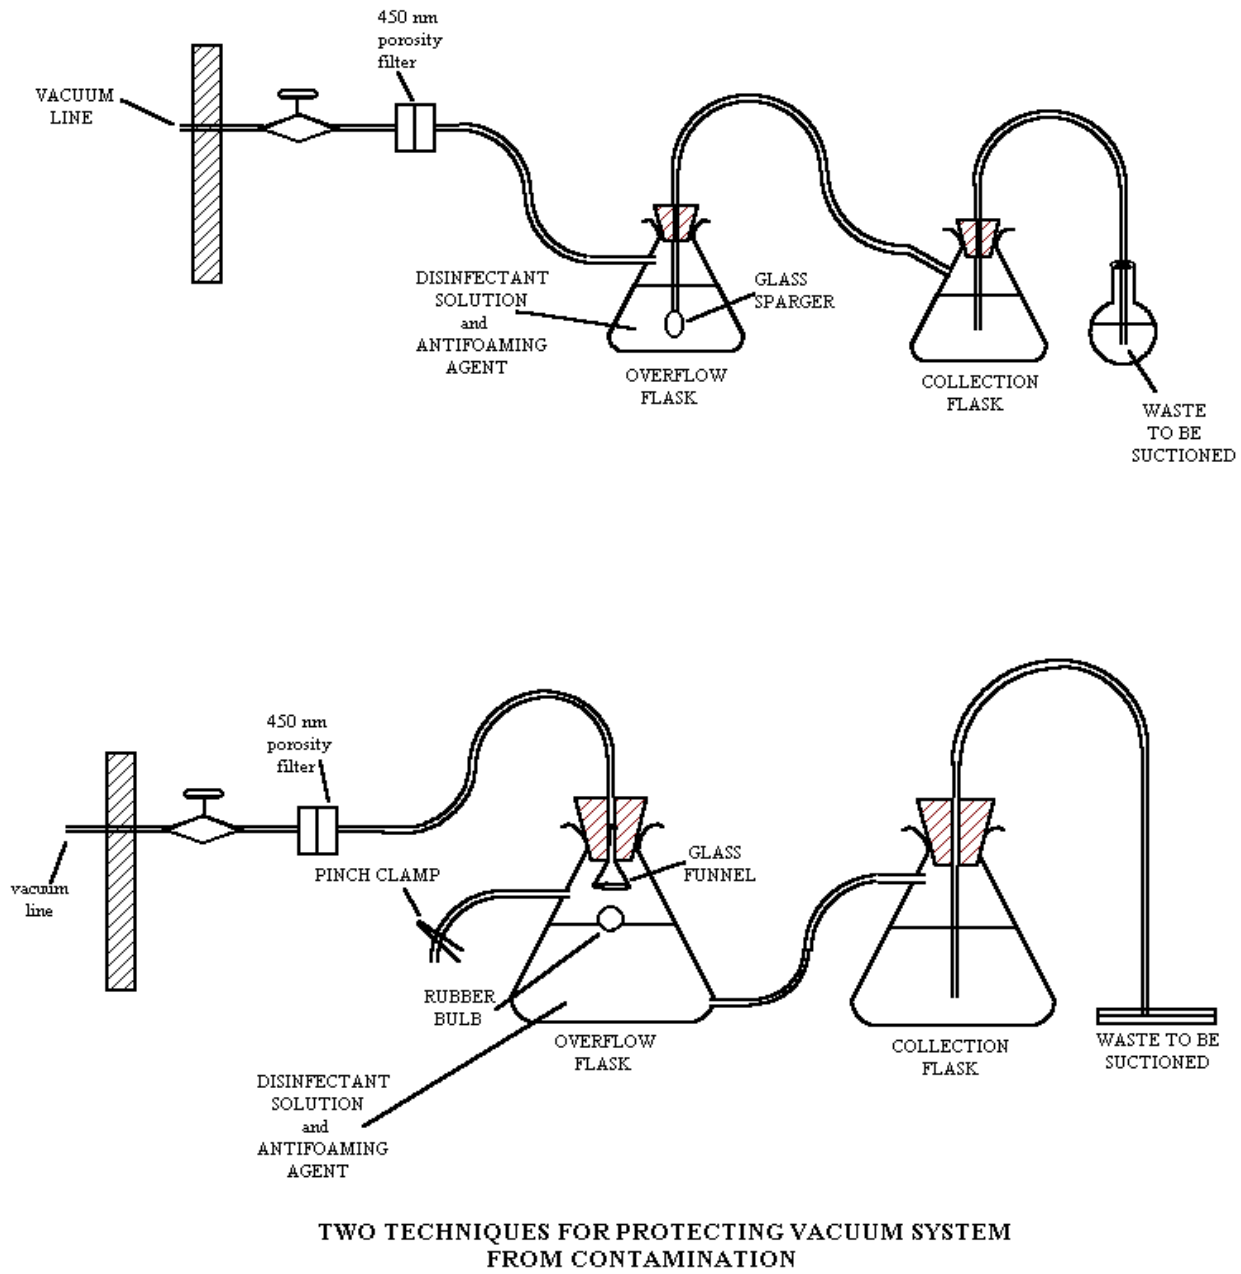 450 nm
porosity
filter
VACUUM
LINE
DISINFECTANT
SOLUTION
and
ANTIFOAMING
AGENT
GLASS
SPARGER
OVERFLOW
FLASK
COLLECTION
FLASK
WASTE
TO BE
SUCTIONED
450 nm
porosity
filter
vacuum
line
PINCH CLAMP
GLASS
FUNNEL
RUBBER
BULB
OVERFLOW
FLASK
COLLECTION
FLASK
WASTE TO BE
SUCTIONED
DISINFECTANT
SOLUTION
and
ANTIFOAMING
AGENT
TWO TECHNIQUES FOR PROTECTING VACUUM SYSTEM
FROM CONTAMINATION